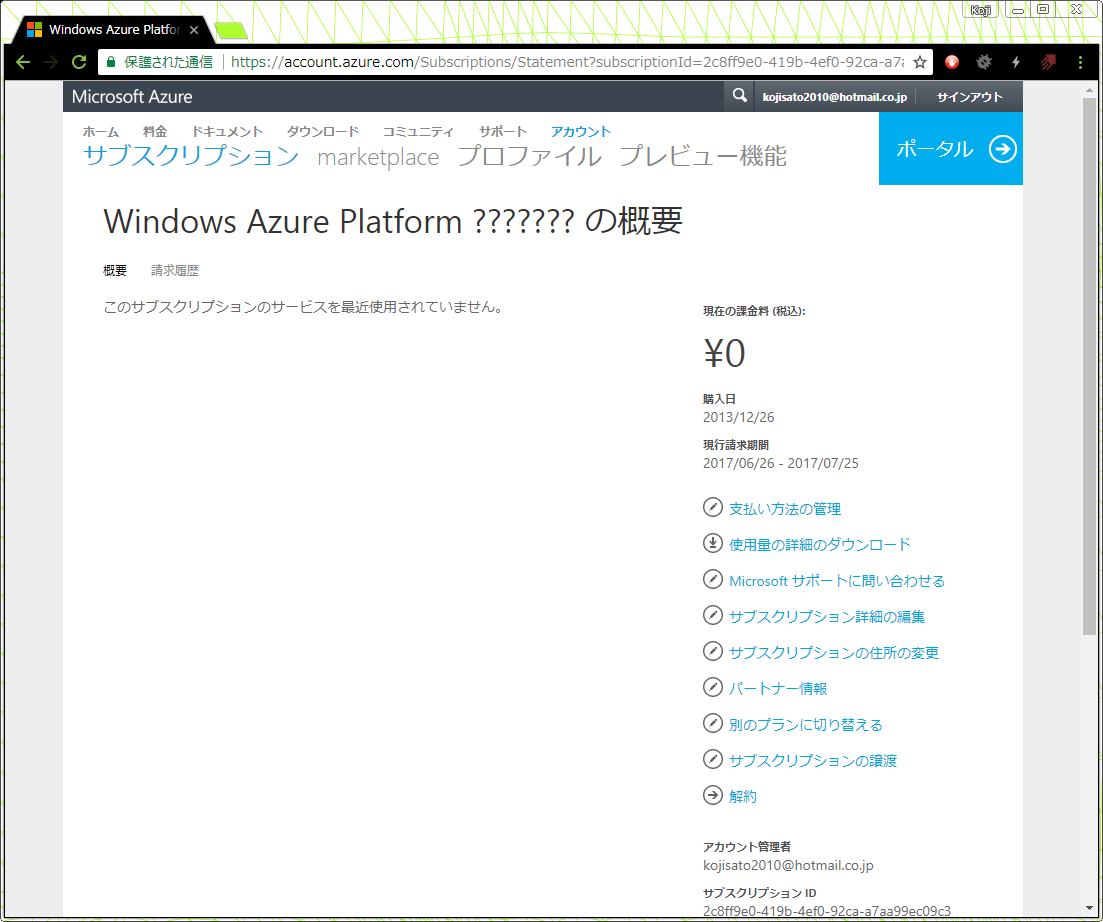 Koji
Windows Azure Platfor
保護された通信 https://account.azure.com/Subscriptions/Statement?subscriptionId=2c8ff9e0-419b-4ef0-92ca-a7a
Microsoft Azure kojisato2010@hotmail.co.jp サインアウト
ホーム 料金 ドキュメント ダウンロード コミュニティ サポート アカウント
サブスクリプション marketplace プロファイル プレビュー機能 ポータル
Windows Azure Platform ??????? の概要
概要 請求履歴
このサブスクリプションのサービスを最近使用されていません。
現在の課金料 (税込):
¥0
購入日
2013/12/26
現行請求期間
2017/06/26 - 2017/07/25
支払い方法の管理
使用量の詳細のダウンロード
Microsoft サポートに問い合わせる
サブスクリプション詳細の編集
サブスクリプションの住所の変更
パートナー情報
別のプランに切り替える
サブスクリプションの譲渡
解約
アカウント管理者
kojisato2010@hotmail.co.jp
サブスクリプション ID
2c8ff9e0-419b-4ef0-92ca-a7aa99ec09c3